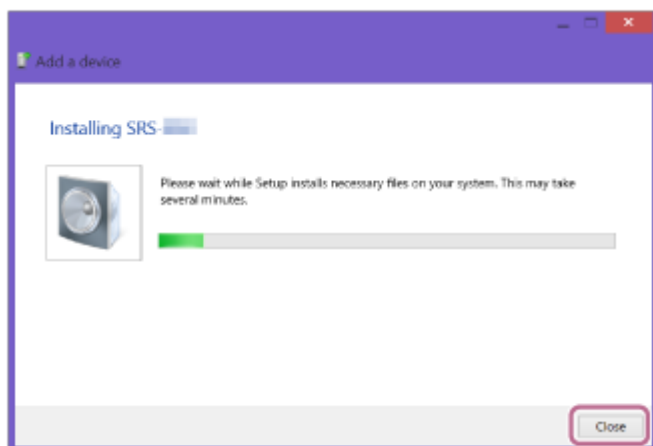 Add a device
Installing SRS-
Please wait while Setup installs necessary files on your system. This may take
several minutes.
Close